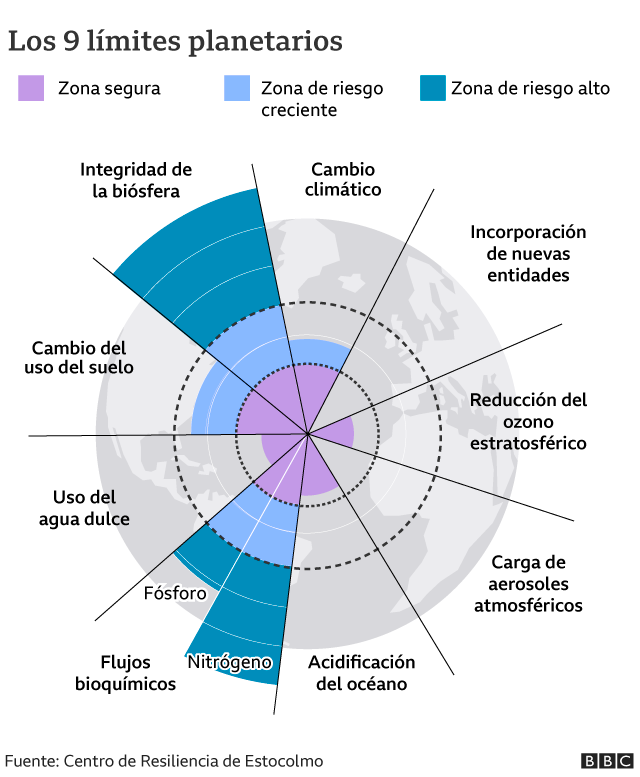 Los 9 límites planetarios
Zona segura
Zona de riesgo
creciente
Zona de riesgo alto
Integridad de
la biósfera
Cambio
climático
Incorporación
de nuevas
entidades
Cambio del
uso del suelo
Reducción del
ozono
estratosférico
Uso del
agua dulce
Carga de
aerosoles
atmosféricos
Fósforo
Nitrógeno
Flujos
bioquímicos
Acidificación
del océano
Fuente: Centro de Resiliencia de Estocolmo
BBC